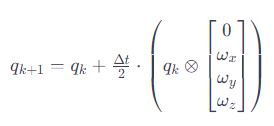 q_{k+1} = q_k + \frac{\Delta t}{2} \cdot \left( q_k \otimes \begin{bmatrix} 0 \\ \omega_x \\ \omega_y \\ \omega_z \end{bmatrix} \right)